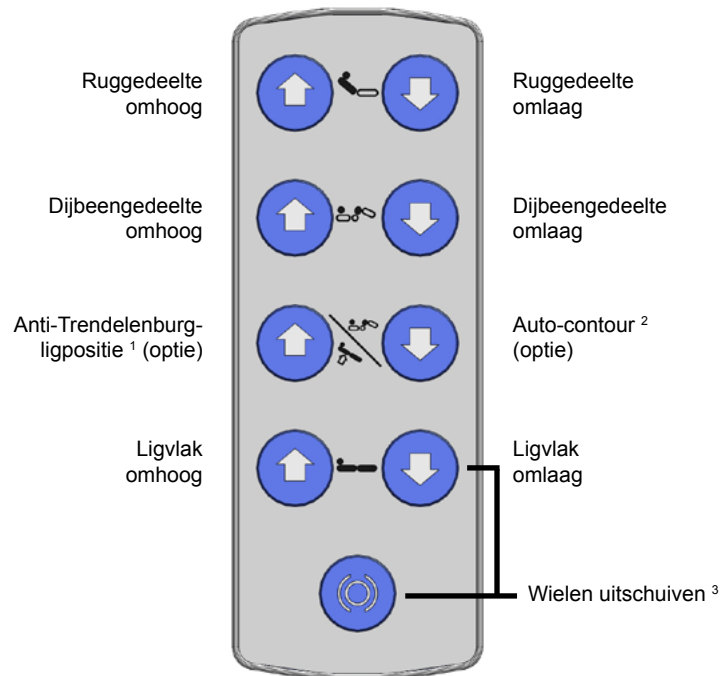 Ruggedeelte
omhoog
Ruggedeelte
omlaag
Dijbeengedeelte
omhoog
Dijbeengedeelte
omlaag
Anti-Trendelenburg-
ligpositie ¹ (optie)
Auto-contour ²
(optie)
Ligvlak
omhoog
Ligvlak
omlaag
Wielen uitschuiven ³